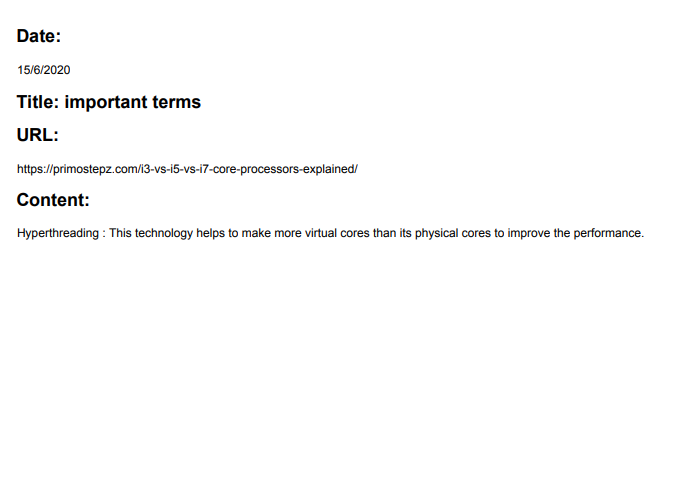 Date:
15/6/2020
Title: important terms
URL:
https://primostepz.com/i3-vs-i5-vs-i7-core-processors-explained/
Content:
Hyperthreading : This technology helps to make more virtual cores than its physical cores to improve the performance.